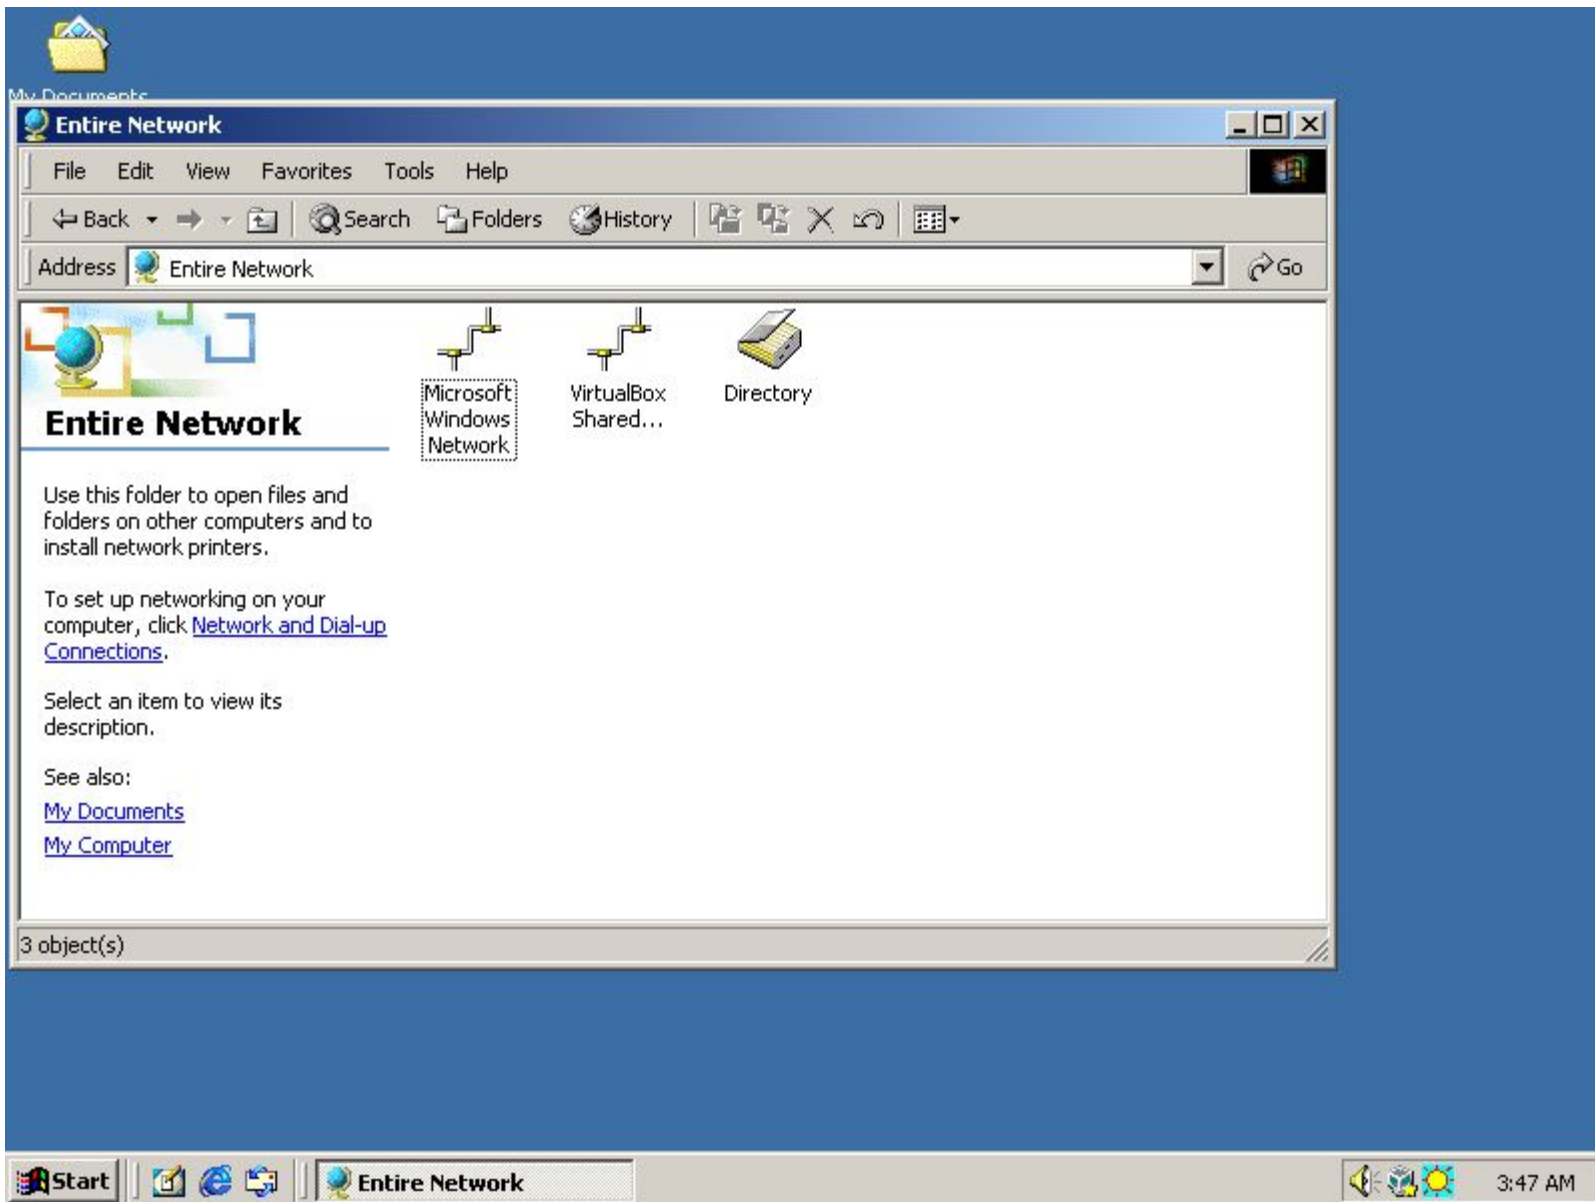 My Documents
Entire Network
File Edit View Favorites Tools Help
Back Search Folders History
Address Entire Network Go
Microsoft
Windows
Network
VirtualBox
Shared...
Directory
Entire Network
Use this folder to open files and
folders on other computers and to
install network printers.
To set up networking on your
computer, click Network and Dial-up
Connections.
Select an item to view its
description.
See also:
My Documents
My Computer
3 object(s)
Start Entire Network 3:47 AM